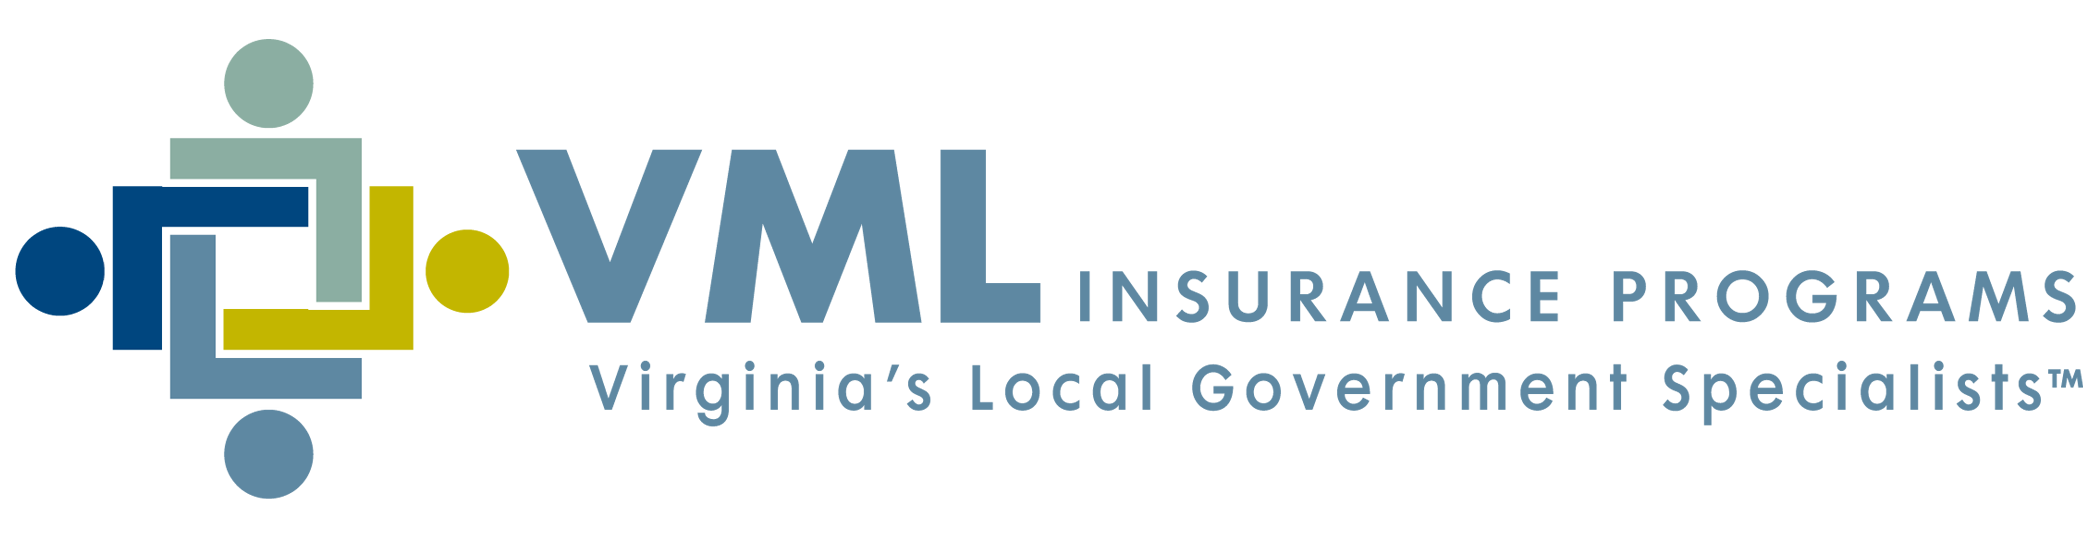 VML INSURANCE PROGRAMS
Virginia’s Local Government Specialists™